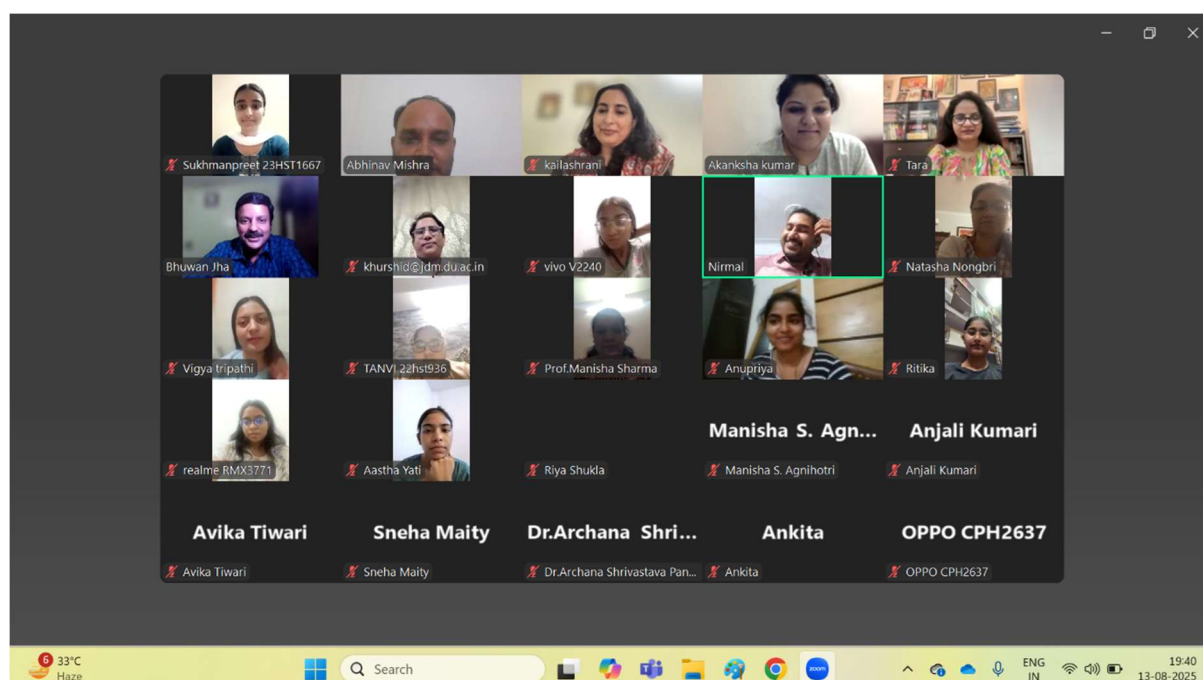 Sukhmanpreet 23HST1667
Abhinav Mishra
kailashrani
Akanksha kumar
Tara
Bhuwan Jha
khurshid@jdm.du.ac.in
vivo V2240
Nirmal
Natasha Nongbri
Vigya tripathi
TANVI 22hst936
Prof.Manisha Sharma
Anupriya
Ritika
Manisha S. Agn...
Anjali Kumari
realme RMX3771
Aastha Yati
Riya Shukla
Manisha S. Agnihotri
Anjali Kumari
Avika Tiwari
Sneha Maity
Dr.Archana Shri...
Ankita
OPPO CPH2637
Avika Tiwari
Sneha Maity
Dr.Archana Shrivastava Pan...
Ankita
OPPO CPH2637
6
33°C
Haze
Search
zoom
ENG
IN
19:40
13-08-2025